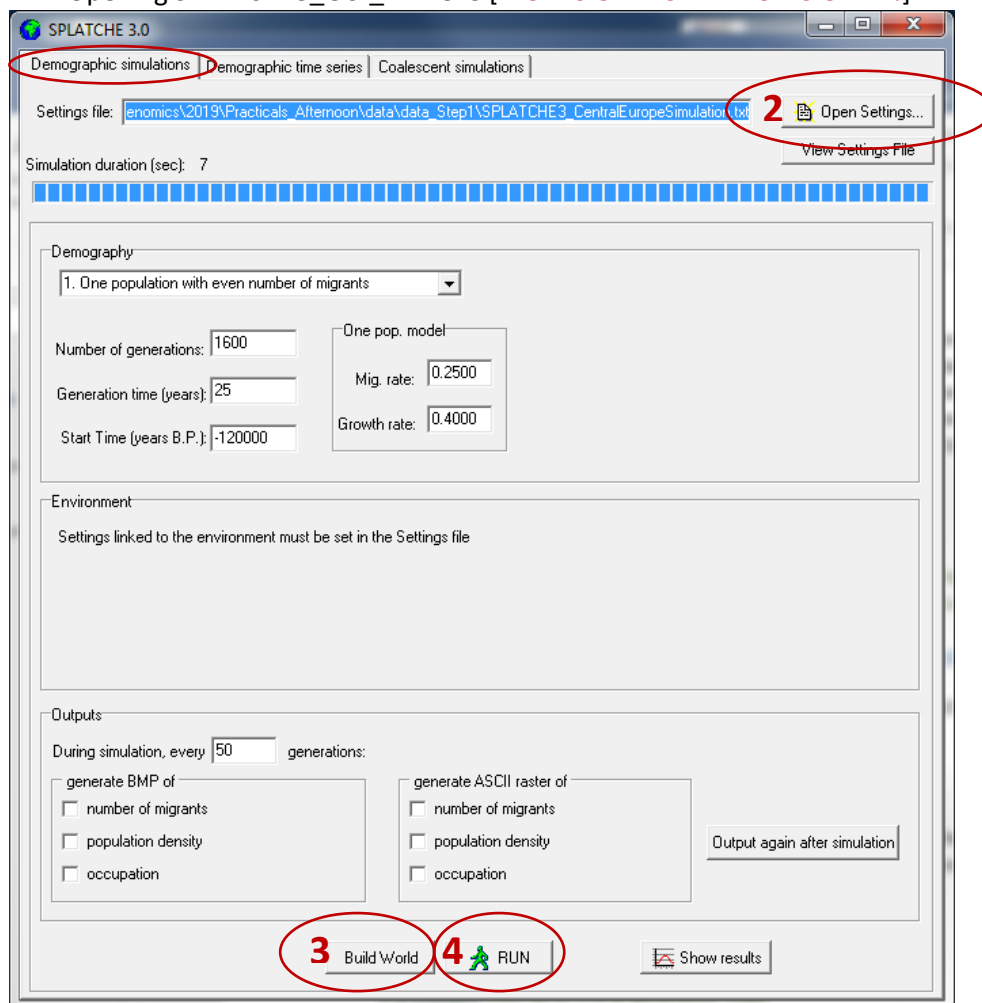 SPLATCHE 3.0
Demographic simulations Demographic time series Coalescent simulations
Settings file: enomics\2019\Practicals_Afternoon\data\data_Step1\SPLATCHE3_CentralEuropeSimulation.txt 2 Open Settings...
View Settings File
Simulation duration (sec): 7
Demography
1. One population with even number of migrants
Number of generations: 1600
One pop. model
Mig. rate: 0.2500
Generation time (years): 25
Growth rate: 0.4000
Start Time (years B.P.): -120000
Environment
Settings linked to the environment must be set in the Settings file
Outputs
During simulation, every 50 generations:
generate BMP of generate ASCII raster of
number of migrants number of migrants
population density population density Output again after simulation
occupation occupation
3 Build World 4 RUN Show results